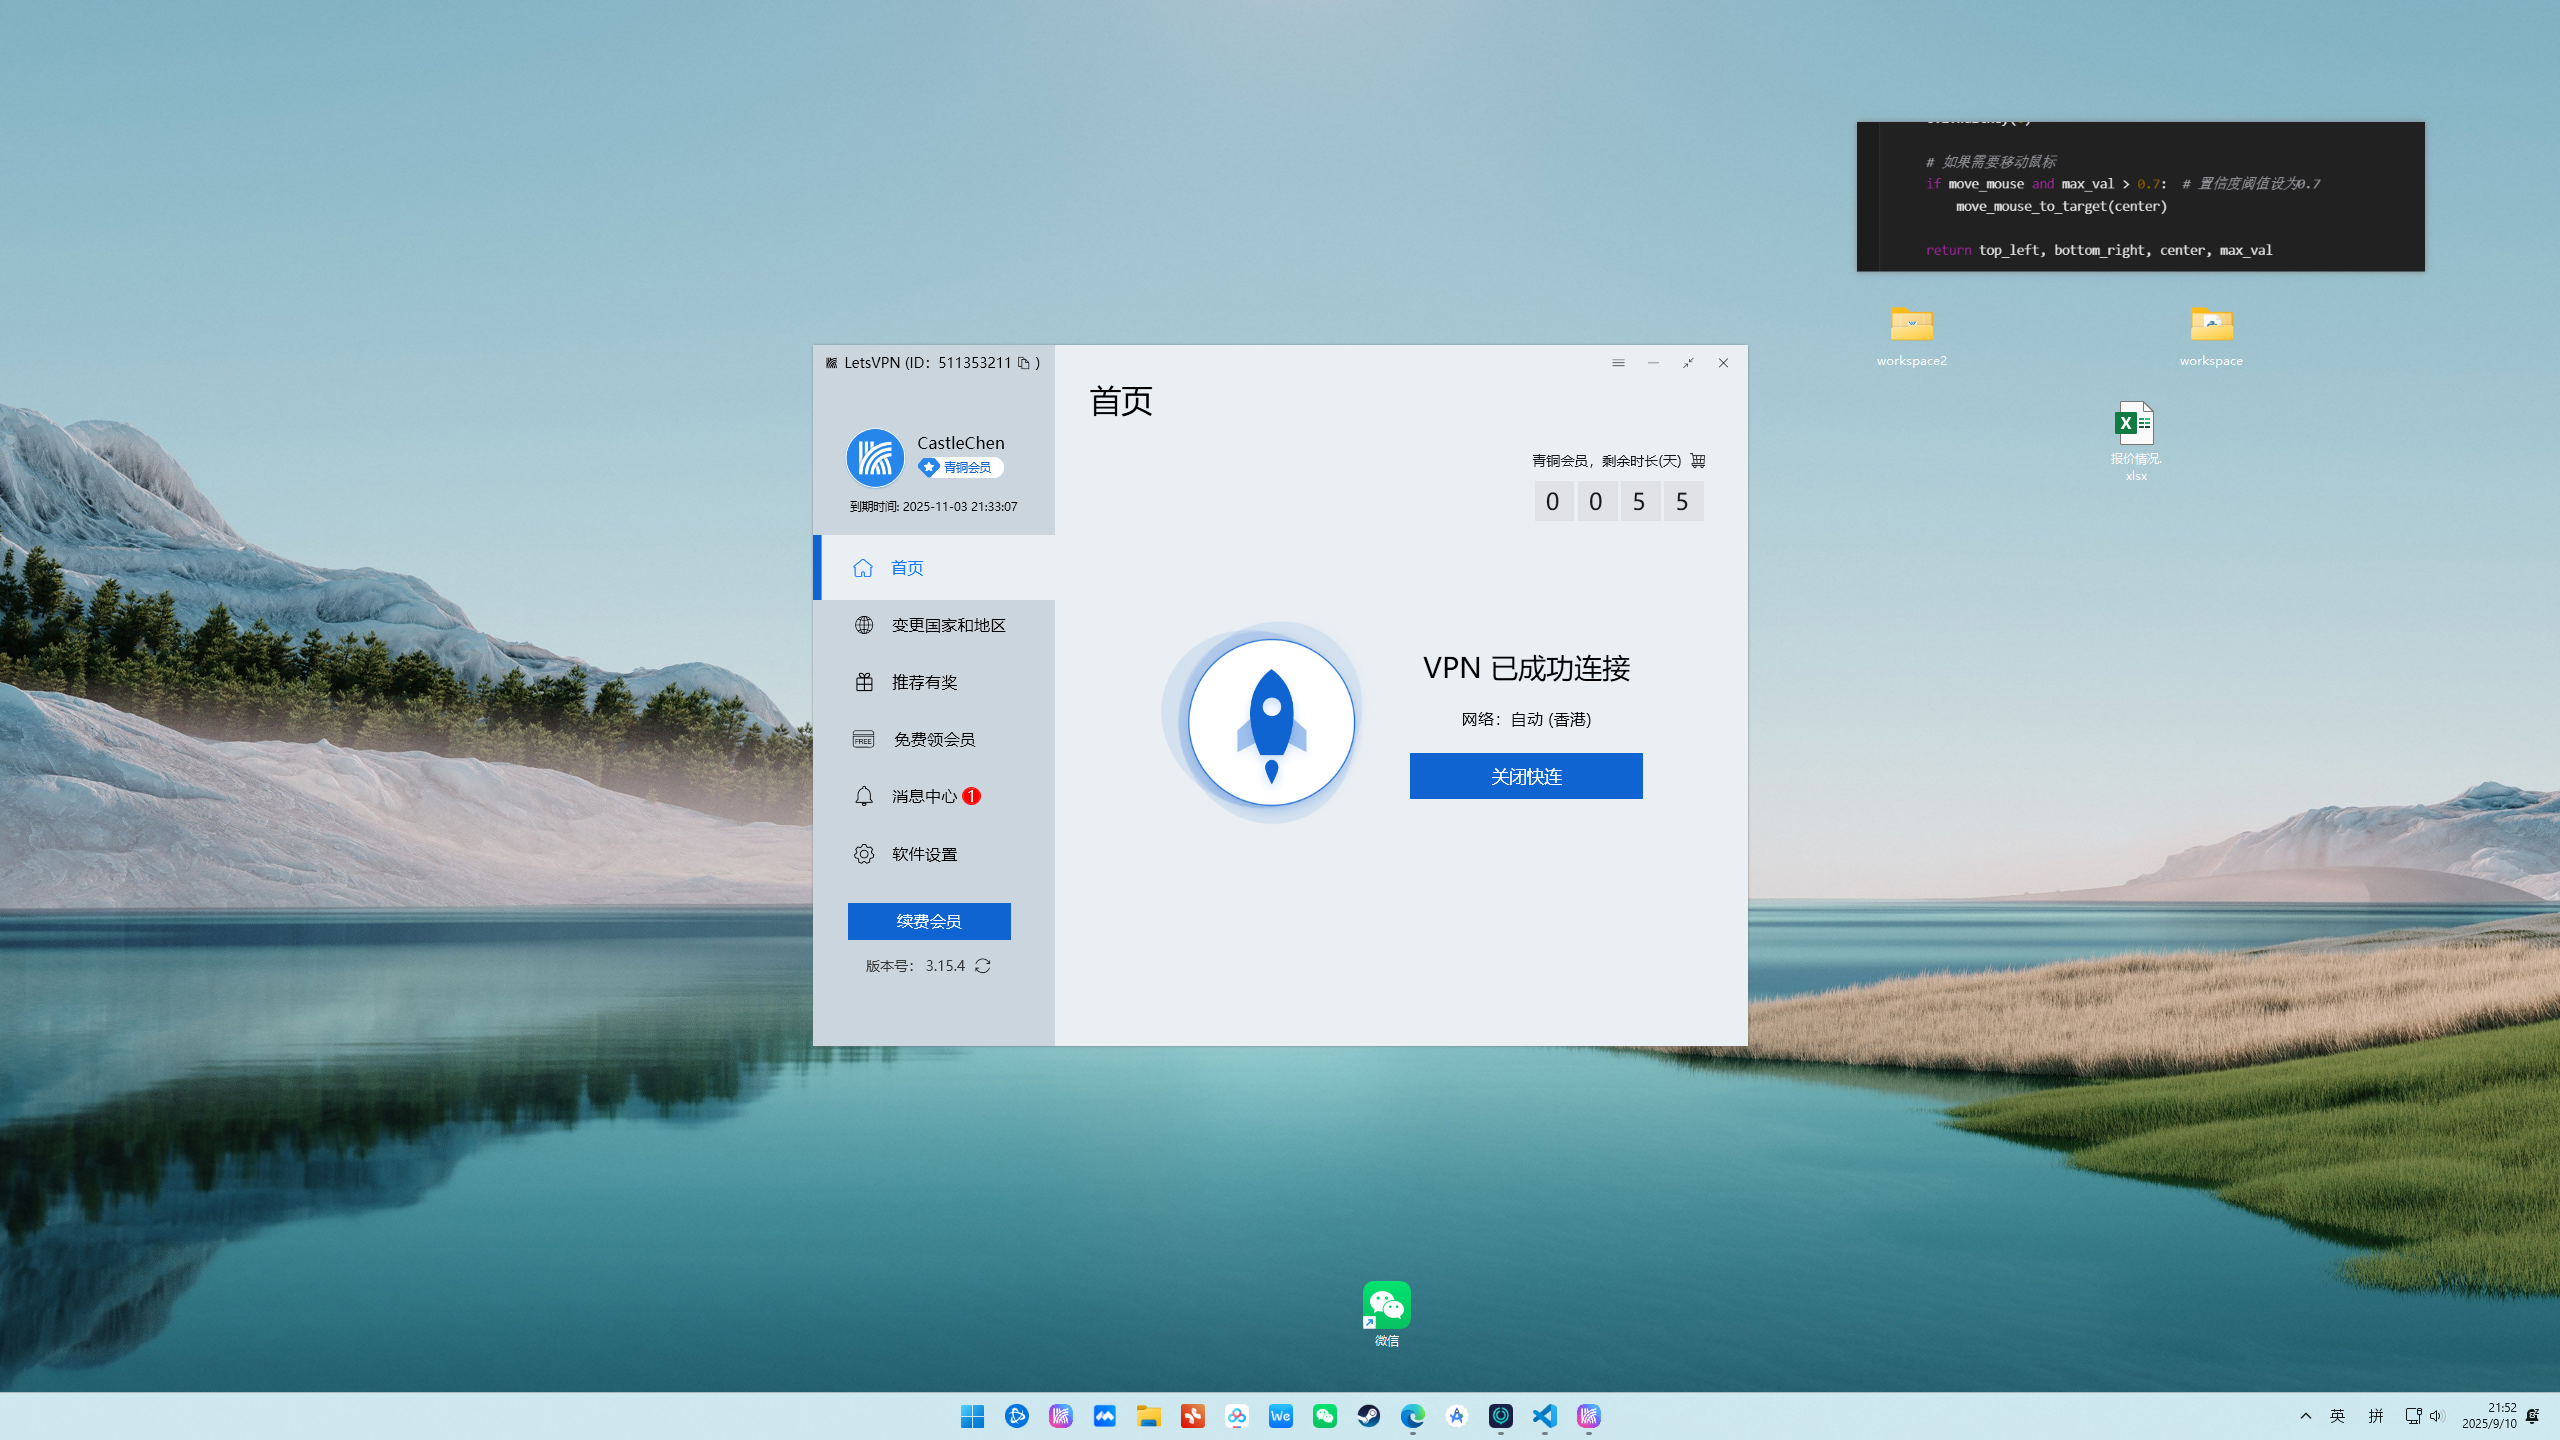 # 如果需要移动鼠标
if move_mouse and max_val > 0.7:  # 置信度阈值设为0.7
move_mouse_to_target(center)
return top_left, bottom_right, center, max_val
workspace2
workspace
报价情况.
xlsx
LetsVPN (ID: 511353211 )
首页
CastleChen
青铜会员
到期时间: 2025-11-03 21:33:07
青铜会员，剩余时长(天)
0 0 5 5
首页
变更国家和地区
推荐有奖
FREE 免费领会员
消息中心 1
软件设置
续费会员
版本号： 3.15.4
VPN 已成功连接
网络：自动 (香港)
关闭快连
微信
We
英 拼
21:52
2025/9/10